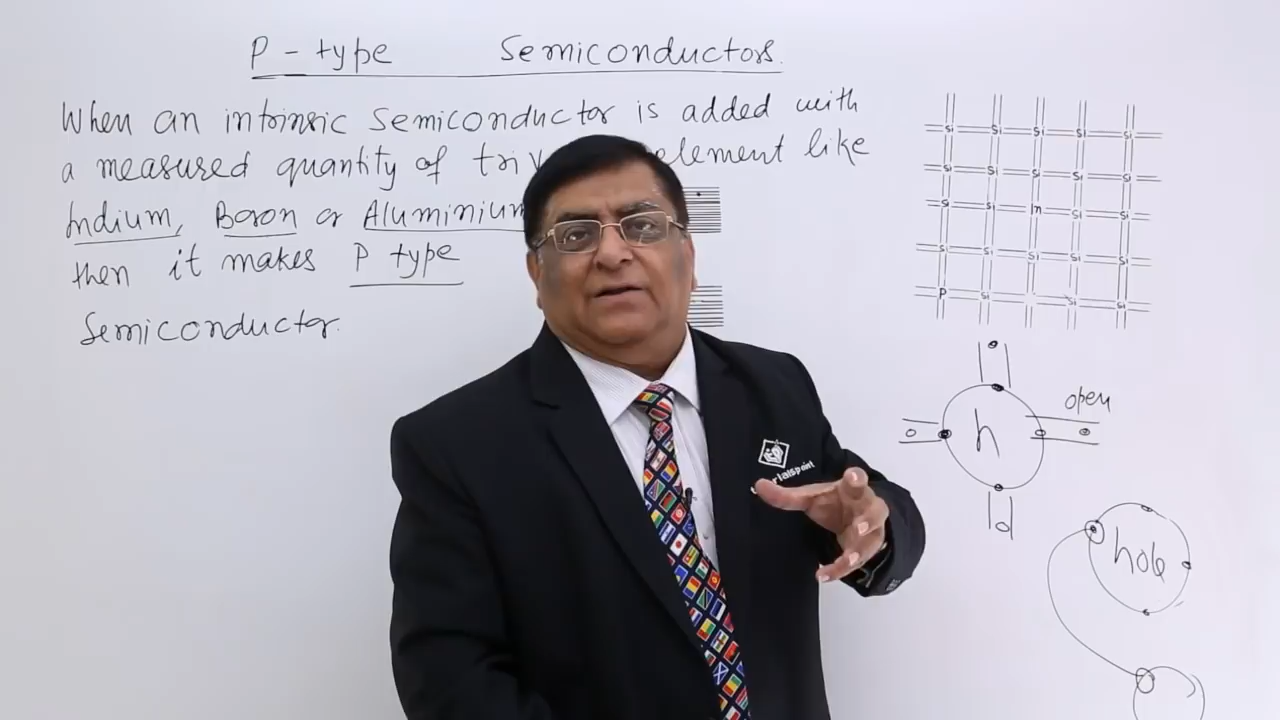 P - type Semiconductors.
When an intrinsic semiconductor is added with
a measured quantity of triv element like
Indium, Boron or Aluminium
then it makes P type
Semiconductor.
Si Si Si Si Si
Si Si Si Si Si
Si Si In Si Si
Si Si Si Si Si
P Si Si Si
open
h
hole